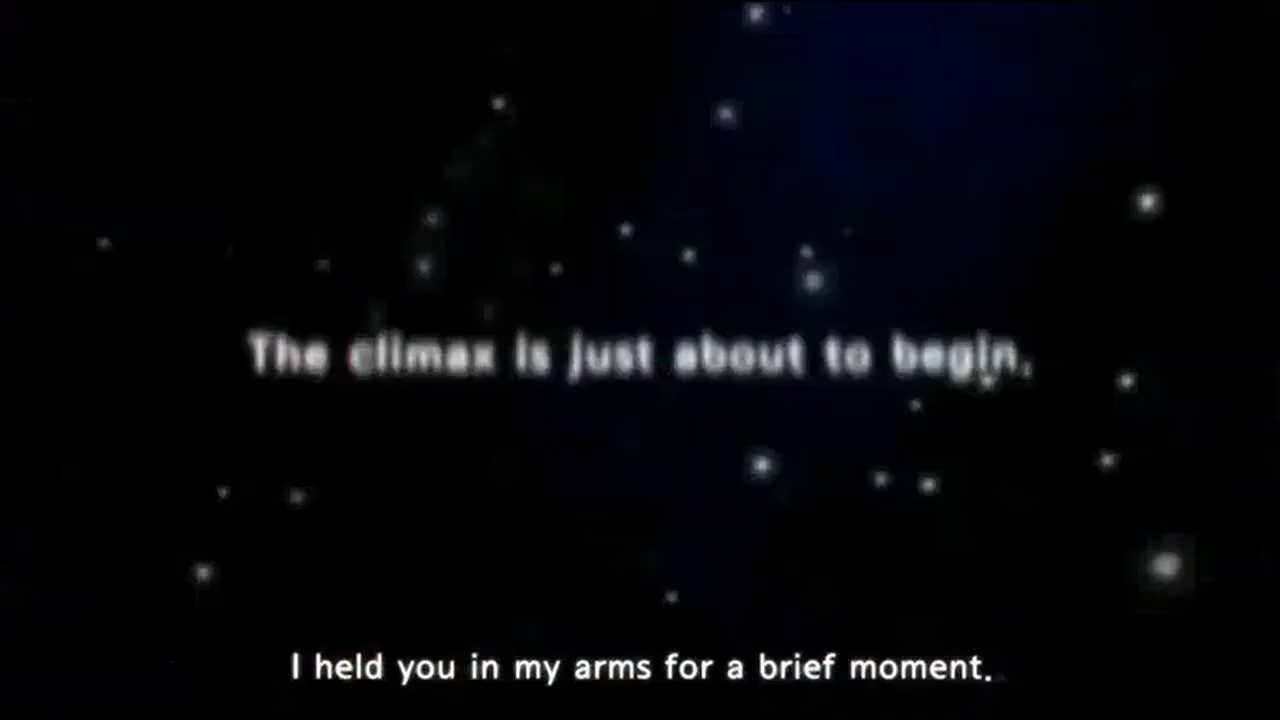 The climax is just about to begin.
I held you in my arms for a brief moment.